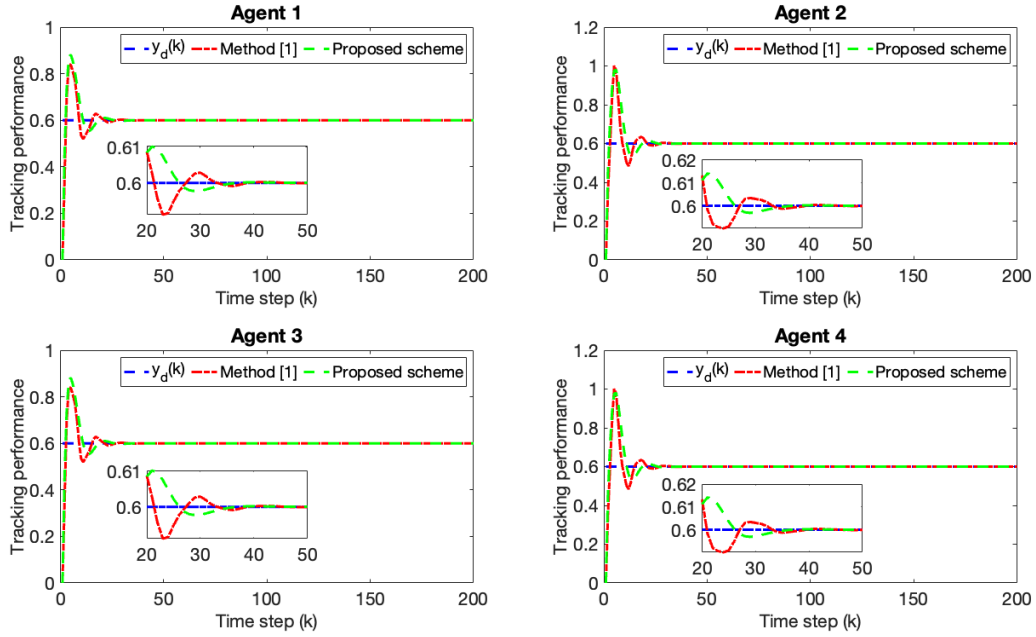 Agent 1
y_d(k) Method [1] Proposed scheme
Tracking performance
1
0.8
0.6
0.4
0.2
0
0.61
0.6
20 30 40 50
0 50 100 150 200
Time step (k)
Agent 2
y_d(k) Method [1] Proposed scheme
Tracking performance
1.2
1
0.8
0.6
0.4
0.2
0
0.62
0.61
0.6
20 30 40 50
0 50 100 150 200
Time step (k)
Agent 3
y_d(k) Method [1] Proposed scheme
Tracking performance
1
0.8
0.6
0.4
0.2
0
0.61
0.6
20 30 40 50
0 50 100 150 200
Time step (k)
Agent 4
y_d(k) Method [1] Proposed scheme
Tracking performance
1.2
1
0.8
0.6
0.4
0.2
0
0.62
0.61
0.6
20 30 40 50
0 50 100 150 200
Time step (k)